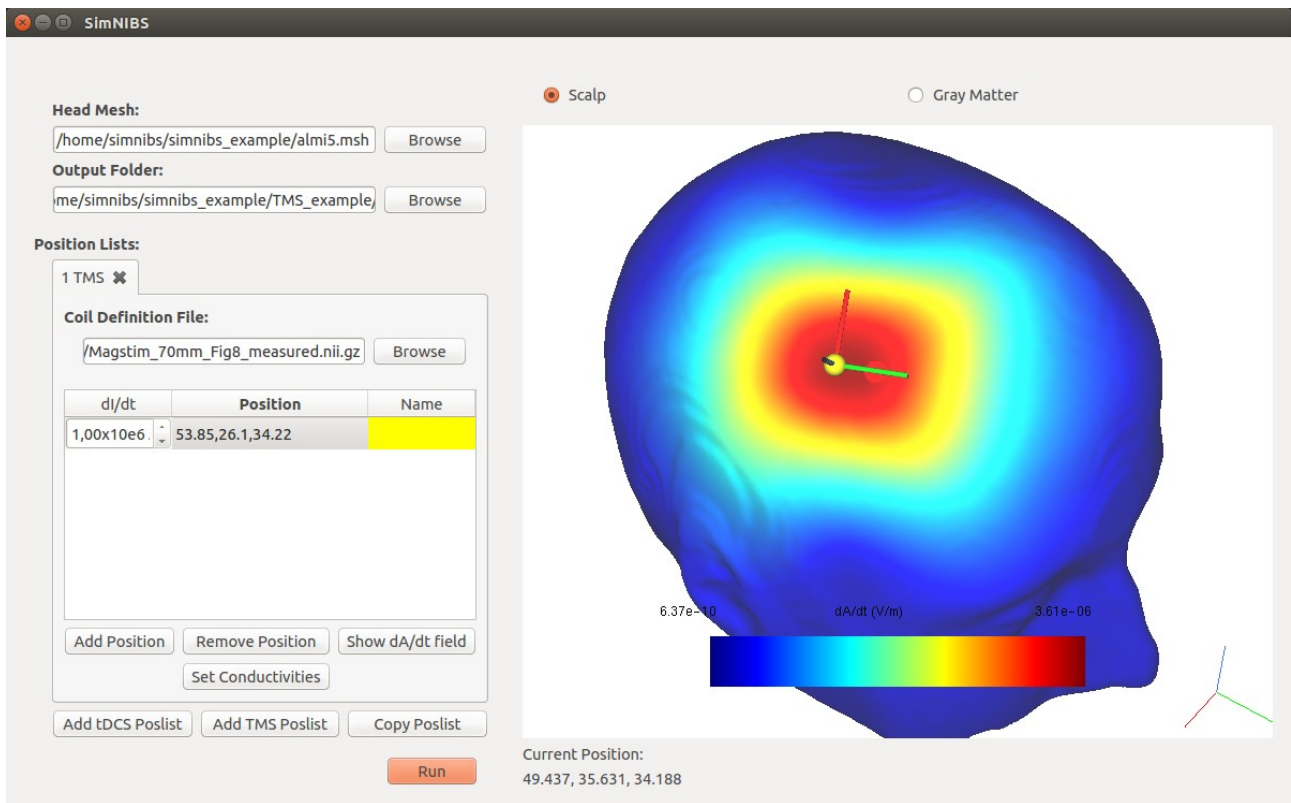 SimNIBS
Head Mesh:
/home/simnibs/simnibs_example/almi5.msh
Browse
Output Folder:
me/simnibs/simnibs_example/TMS_example/
Browse
Position Lists:
1 TMS
Coil Definition File:
/Magstim_70mm_Fig8_measured.nii.gz
Browse
dI/dt Position Name
1,00x10e6 53.85,26.1,34.22
Add Position Remove Position Show dA/dt field
Set Conductivities
Add tDCS Poslist Add TMS Poslist Copy Poslist
Run
Scalp Gray Matter
6.37e-10 dA/dt (V/m) 3.61e-06
Current Position:
49.437, 35.631, 34.188